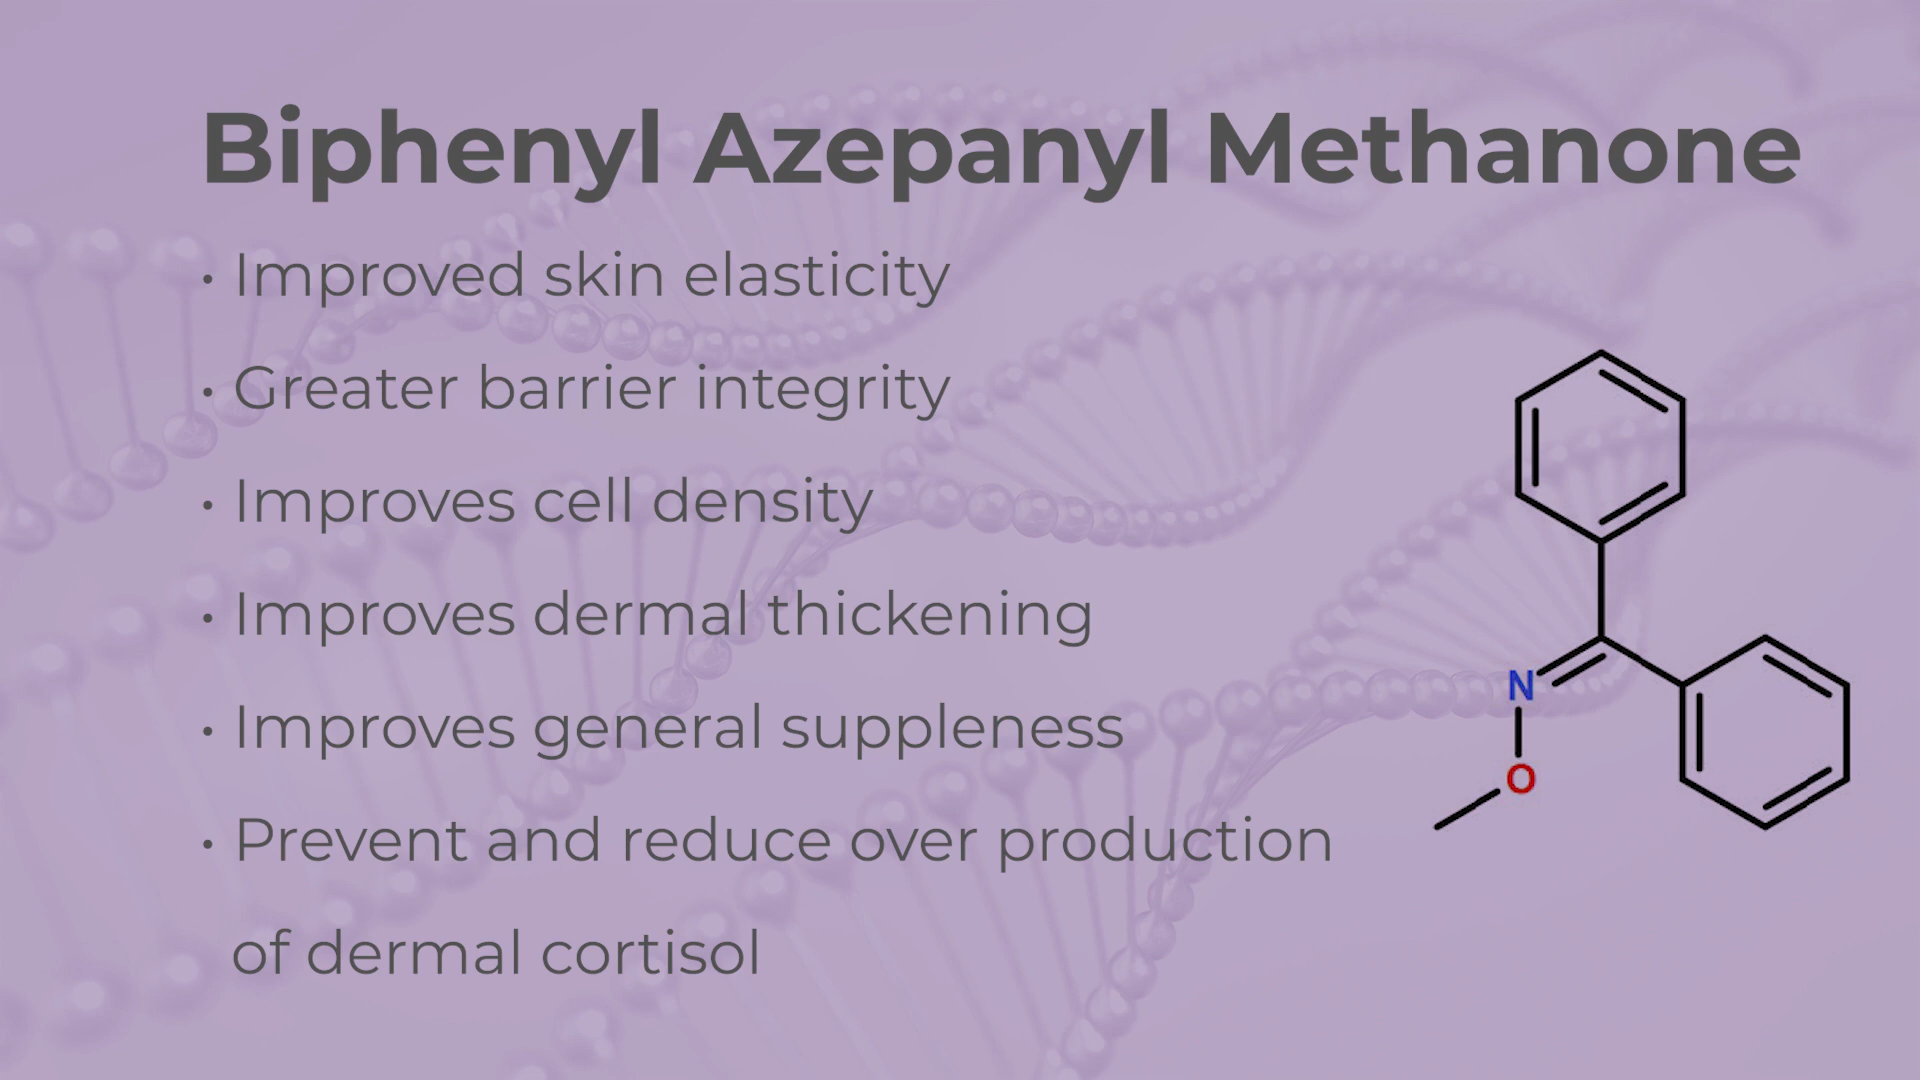 Biphenyl Azepanyl Methanone
• Improved skin elasticity
• Greater barrier integrity
• Improves cell density
• Improves dermal thickening
• Improves general suppleness
• Prevent and reduce over production
of dermal cortisol
N
O